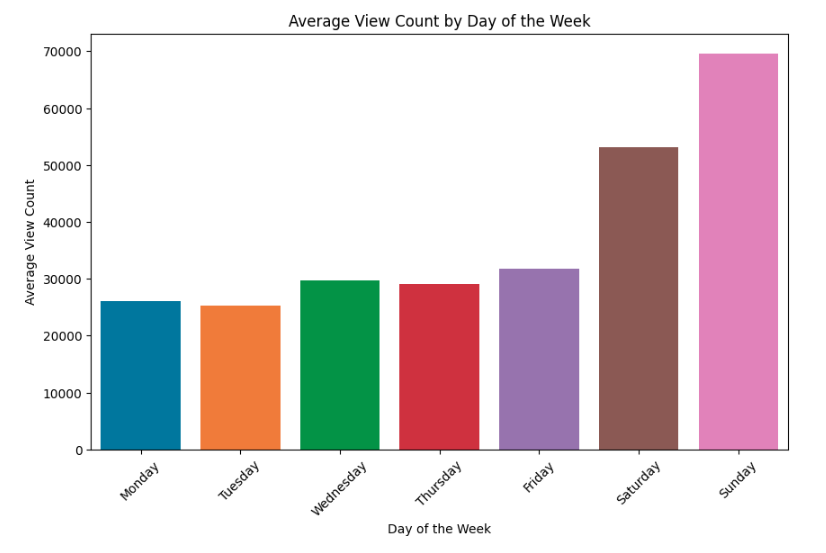 Average View Count by Day of the Week
Average View Count
70000
60000
50000
40000
30000
20000
10000
0
Monday
Tuesday
Wednesday
Thursday
Friday
Saturday
Sunday
Day of the Week